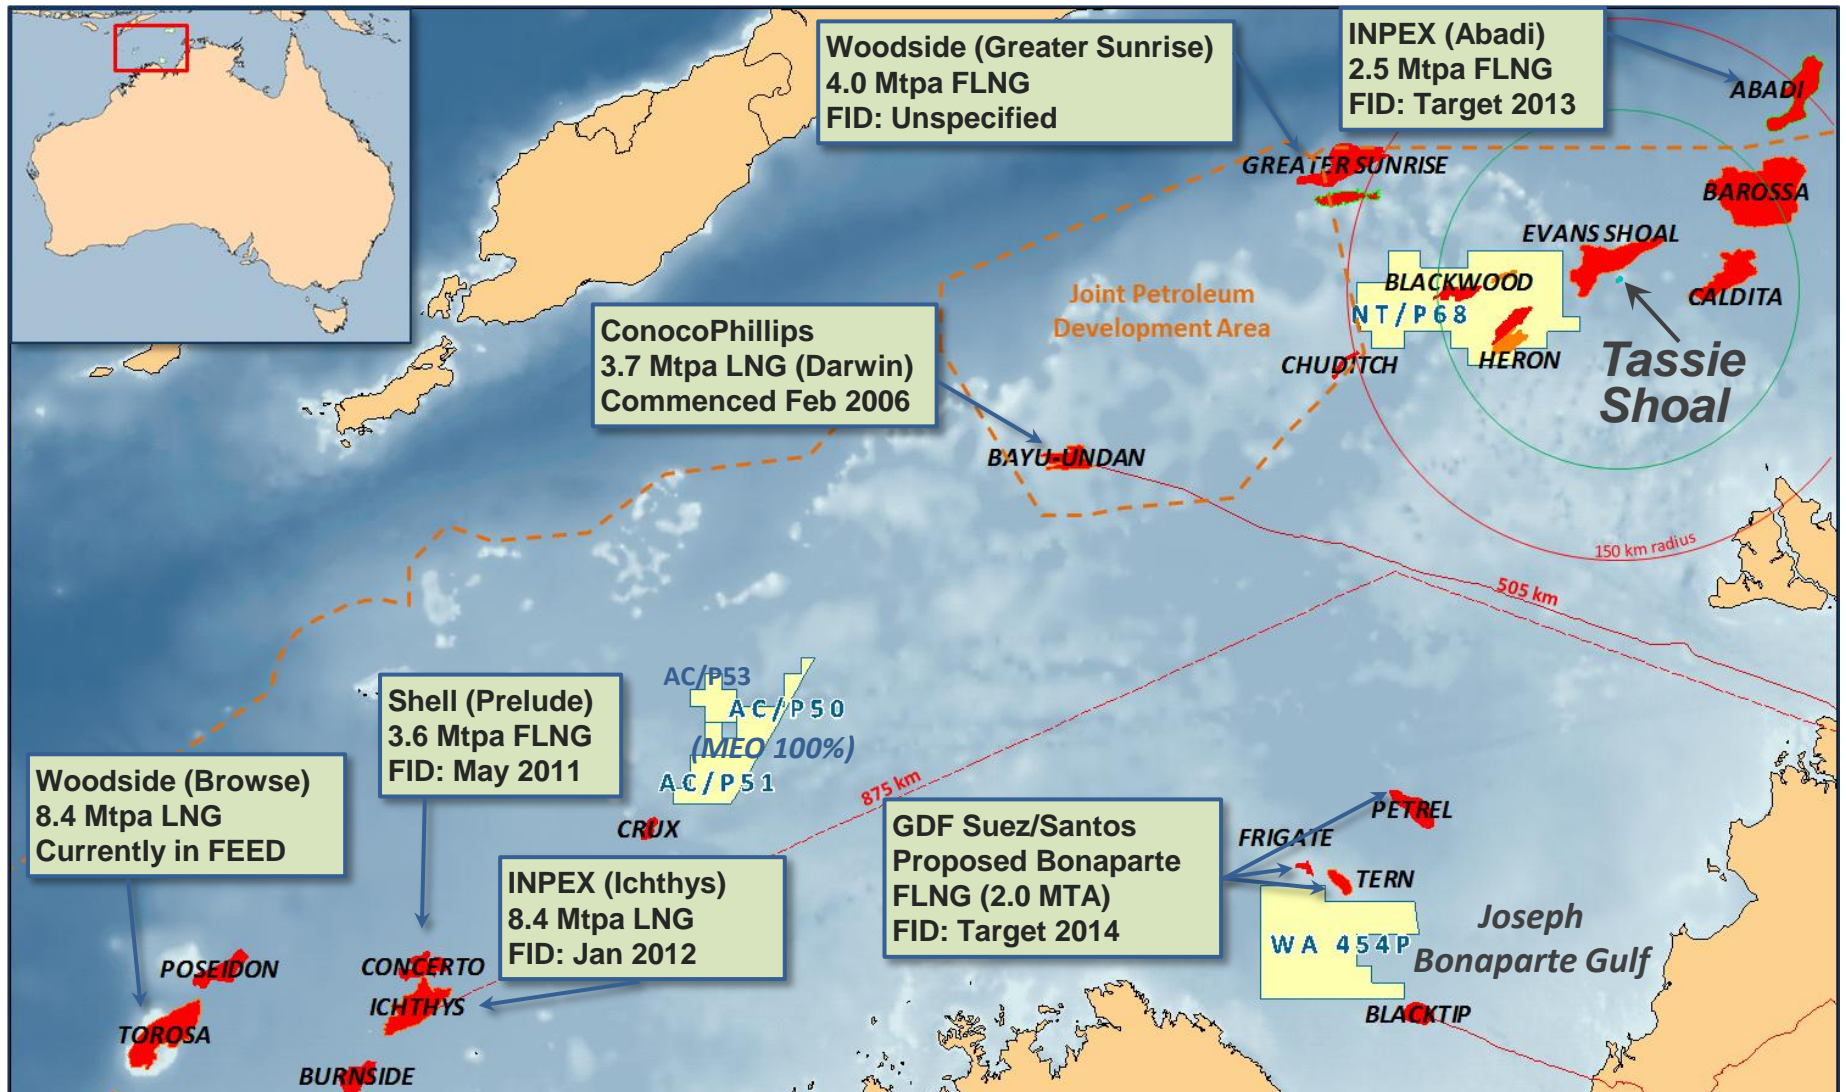 Woodside (Greater Sunrise)
4.0 Mtpa FLNG
FID: Unspecified
INPEX (Abadi)
2.5 Mtpa FLNG
FID: Target 2013
ABADI
GREATER SUNRISE
BAROSSA
EVANS SHOAL
BLACKWOOD
CALDITA
NT/P68
Joint Petroleum
Development Area
HERON
CHUDITCH
Tassie
Shoal
ConocoPhillips
3.7 Mtpa LNG (Darwin)
Commenced Feb 2006
BAYU-UNDAN
150 km radius
505 km
875 km
AC/P53
AC/P50
(MEO 100%)
AC/P51
CRUX
Shell (Prelude)
3.6 Mtpa FLNG
FID: May 2011
Woodside (Browse)
8.4 Mtpa LNG
Currently in FEED
INPEX (Ichthys)
8.4 Mtpa LNG
FID: Jan 2012
GDF Suez/Santos
Proposed Bonaparte
FLNG (2.0 MTA)
FID: Target 2014
PETREL
FRIGATE
TERN
WA 454P
Joseph
Bonaparte Gulf
BLACKTIP
POSEIDON
CONCERTO
ICHTHYS
TOROSA
BURNSIDE